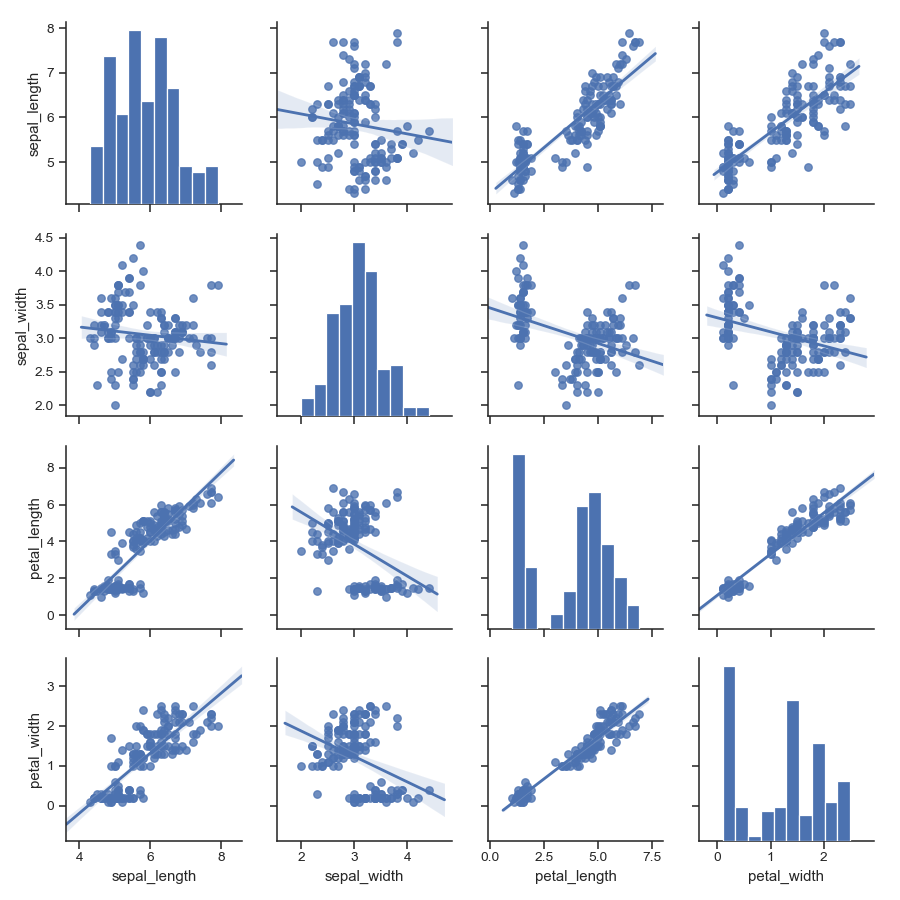 8
7
6
5
sepal_length
4.5
4.0
3.5
3.0
2.5
2.0
sepal_width
8
6
4
2
0
petal_length
3
2
1
0
petal_width
4 6 8
sepal_length
2 3 4
sepal_width
0.0 2.5 5.0 7.5
petal_length
0 1 2
petal_width